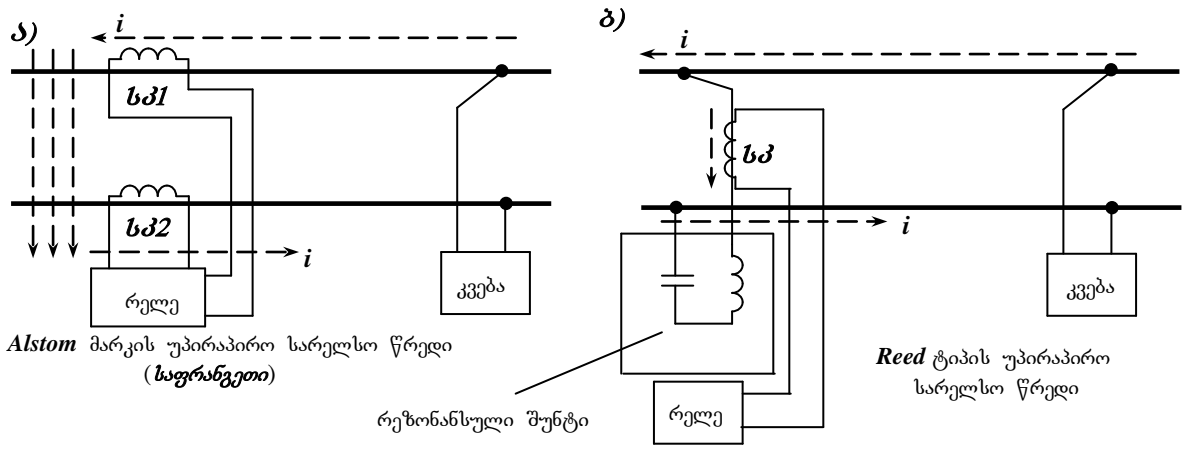 ა)
i
სკ1
სკ2
i
რელე
კვება
Alstom მარკის უპირაპირო სარელსო წრედი
(საფრანგეთი)
ბ)
i
სკ
i
კვება
რელე
რეზონანსული შუნტი
Reed ტიპის უპირაპირო
სარელსო წრედი